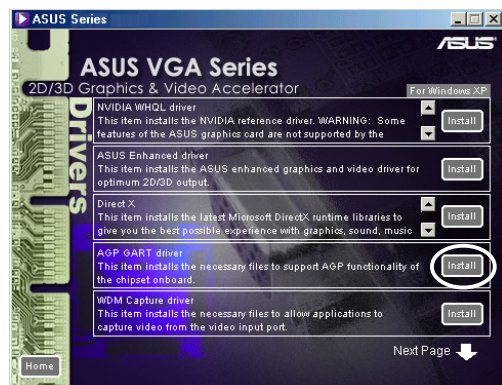 ASUS Series
ASUS
ASUS VGA Series
2D/3D Graphics & Video Accelerator
For Windows XP
Drivers
NVIDIA WHQL driver
This item installs the NVIDIA reference driver. WARNING: Some
features of the ASUS graphics card are not supported by the
Install
ASUS Enhanced driver
This item installs the ASUS enhanced graphics and video driver for
optimum 2D/3D output.
Install
Direct X
This item installs the latest Microsoft DirectX runtime libraries to
give you the best possible experience with graphics, sound, music
Install
AGP GART driver
This item installs the necessary files to support AGP functionality of
the chipset onboard.
Install
WDM Capture driver
This item installs the necessary files to allow applications to
capture video from the video input port.
Install
Next Page
Home